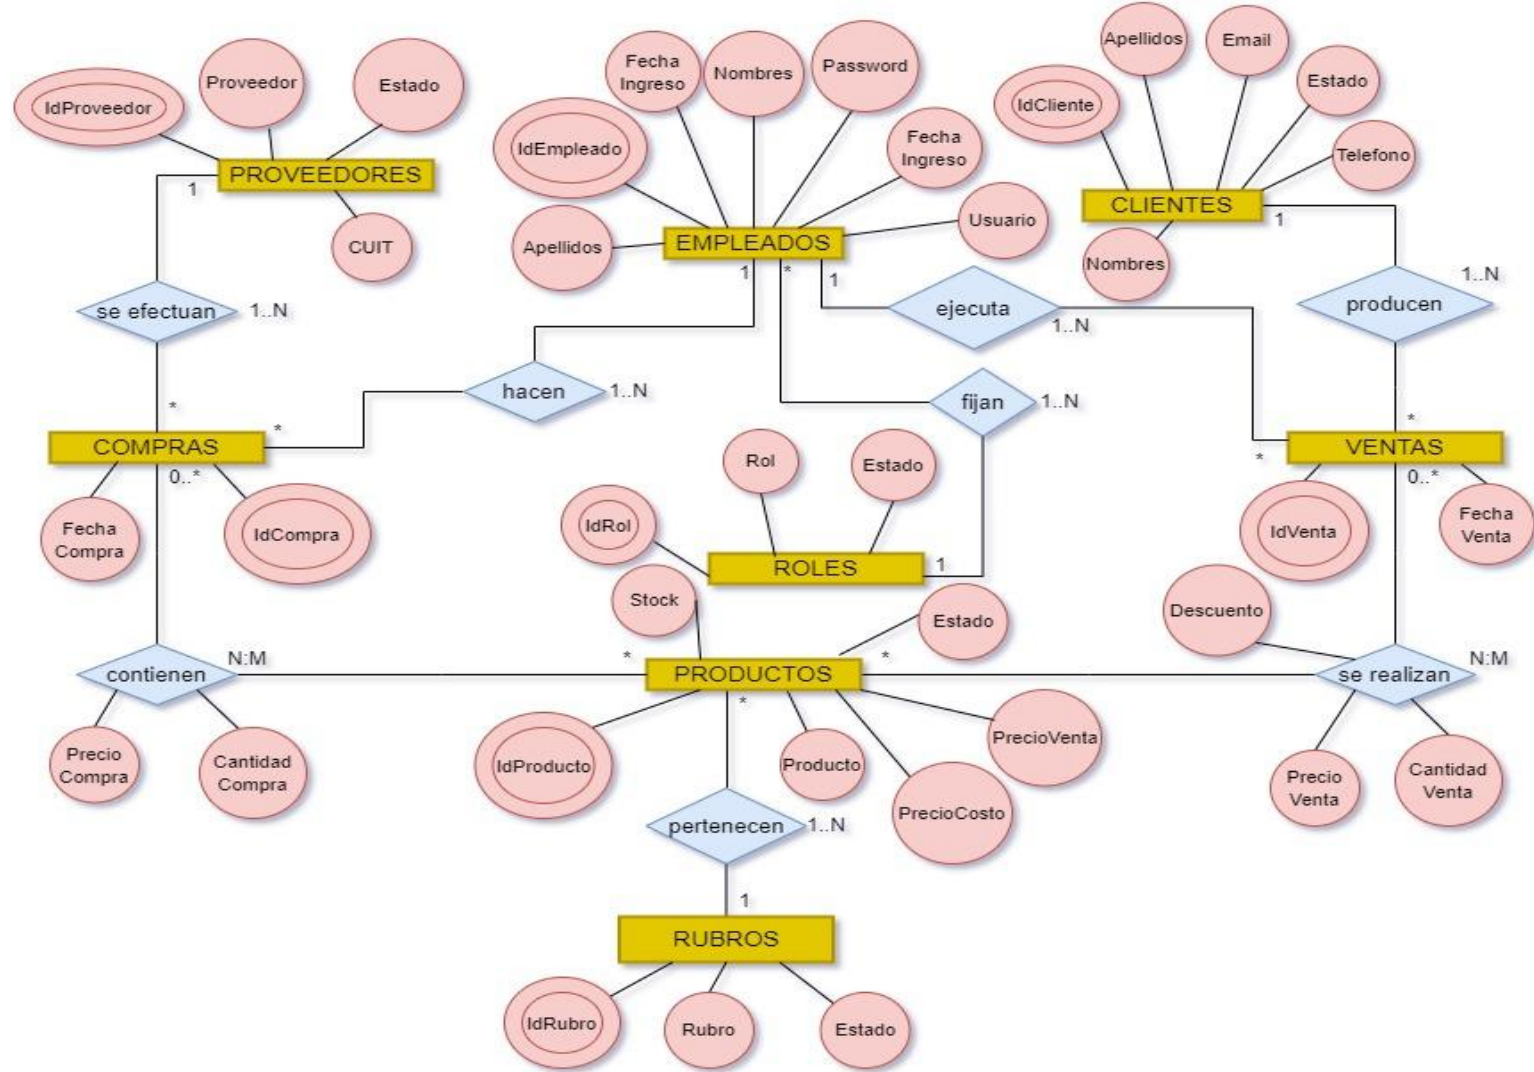 IdProveedor
Proveedor
Estado
PROVEEDORES
1
CUIT
se efectuan
1..N
*
Fecha
Ingreso
Nombres
Password
IdEmpleado
Fecha
Ingreso
Apellidos
Usuario
EMPLEADOS
1
*
1
Apellidos
Email
IdCliente
Estado
Telefono
CLIENTES
1
Nombres
ejecuta
1..N
producen
1..N
hacen
1..N
*
fijan
1..N
*
*
COMPRAS
0..*
Fecha
Compra
IdCompra
VENTAS
0..*
IdVenta
Fecha
Venta
Rol
Estado
IdRol
ROLES
1
Stock
Estado
Descuento
contienen
N:M
*
PRODUCTOS
*
*
se realizan
N:M
Precio
Compra
Cantidad
Compra
IdProducto
Producto
PrecioVenta
PrecioCosto
Precio
Venta
Cantidad
Venta
pertenecen
1..N
1
RUBROS
IdRubro
Rubro
Estado